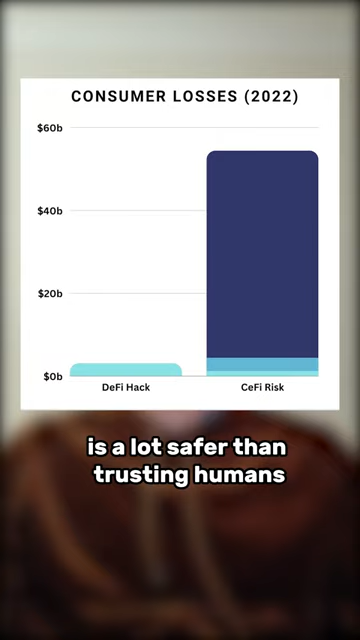 CONSUMER LOSSES (2022)
$60b
$40b
$20b
$0b
DeFi Hack
CeFi Risk
is a lot safer than
trusting humans